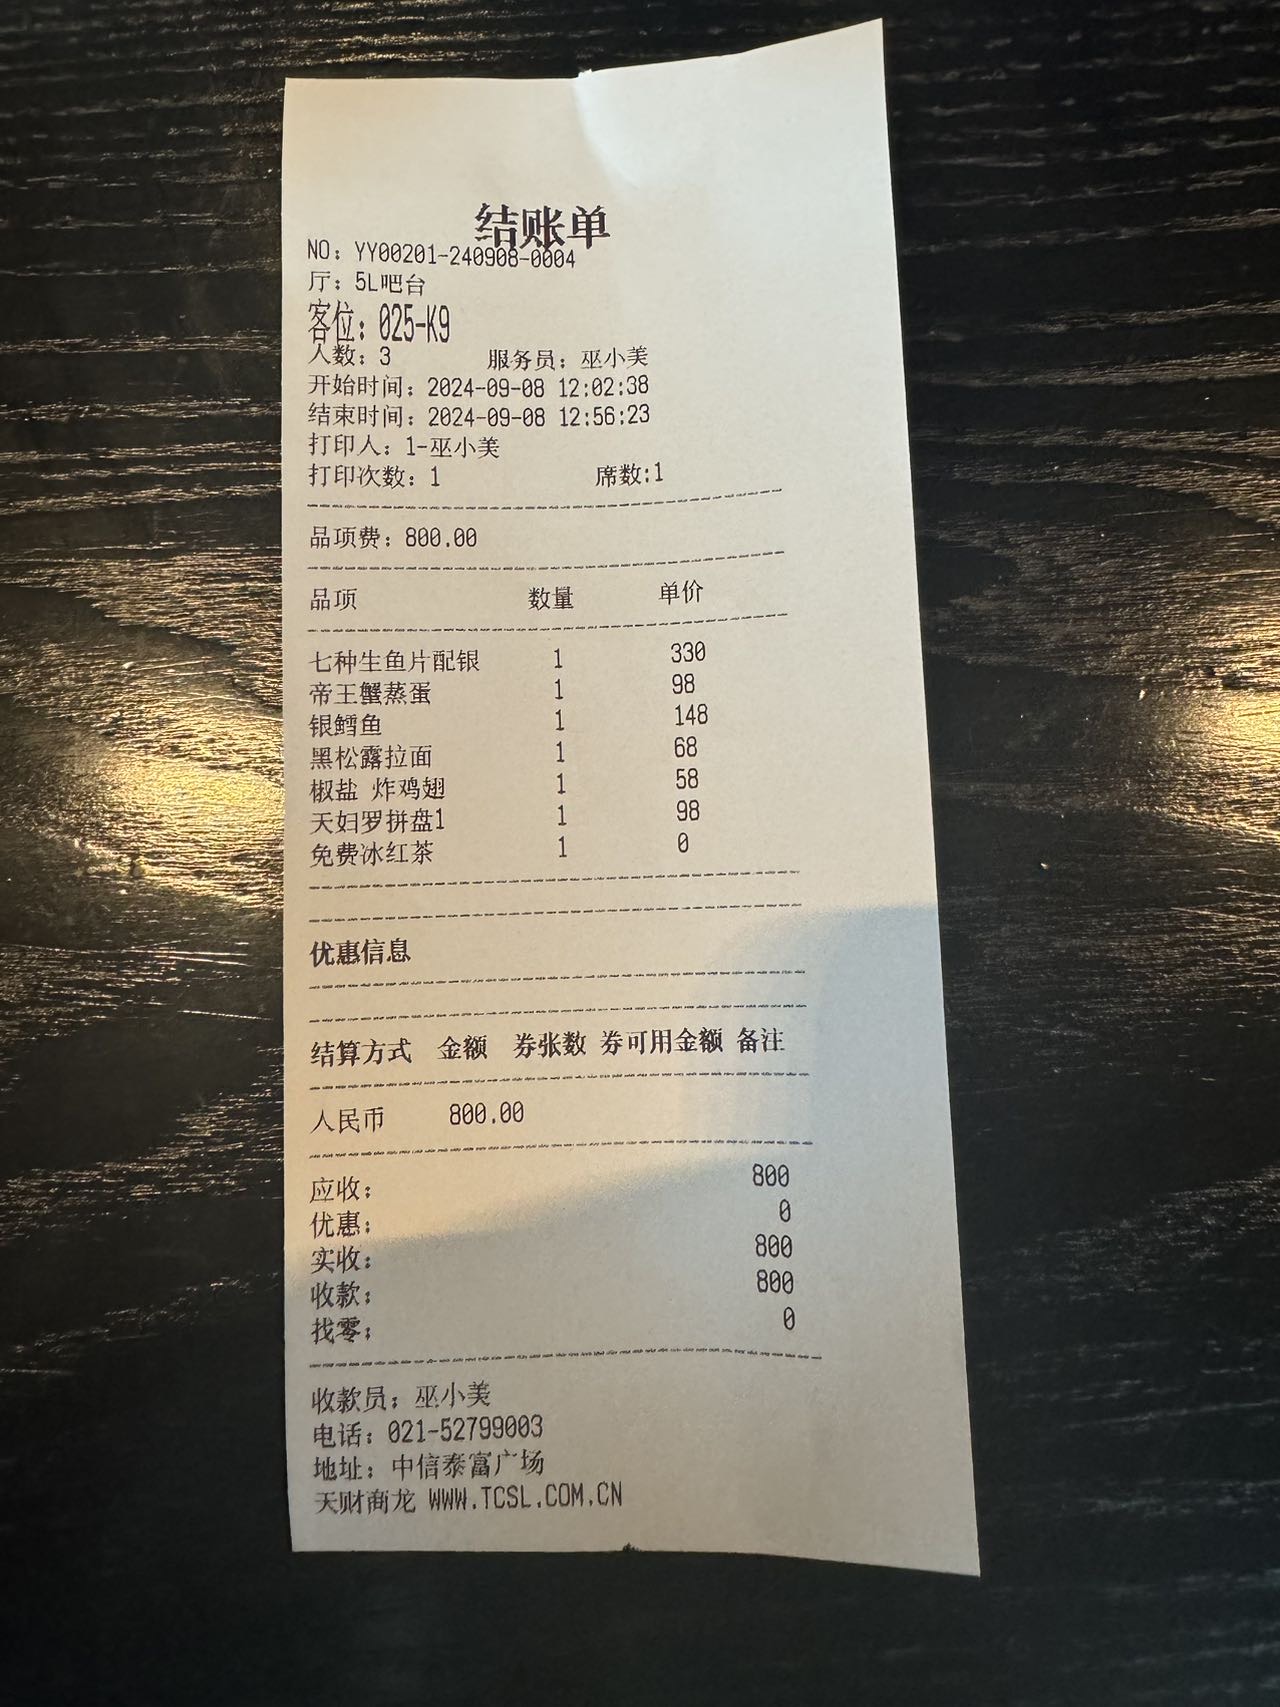 结账单
NO：YY00201-240908-0004
厅：5L吧台
客位：025-K9
人数：3 服务员：巫小美
开始时间：2024-09-08 12:02:38
结束时间：2024-09-08 12:56:23
打印人：1-巫小美
打印次数：1 席数:1
品项费：800.00
品项 数量 单价
七种生鱼片配银 1 330
帝王蟹蒸蛋 1 98
银鳕鱼 1 148
黑松露拉面 1 68
椒盐 炸鸡翅 1 58
天妇罗拼盘1 1 98
免费冰红茶 1 0
优惠信息
结算方式 金额 券张数 券可用金额 备注
人民币 800.00
应收： 800
优惠： 0
实收： 800
收款： 800
找零： 0
收款员：巫小美
电话：021-52799003
地址：中信泰富广场
天财商龙 WWW.TCSL.COM.CN